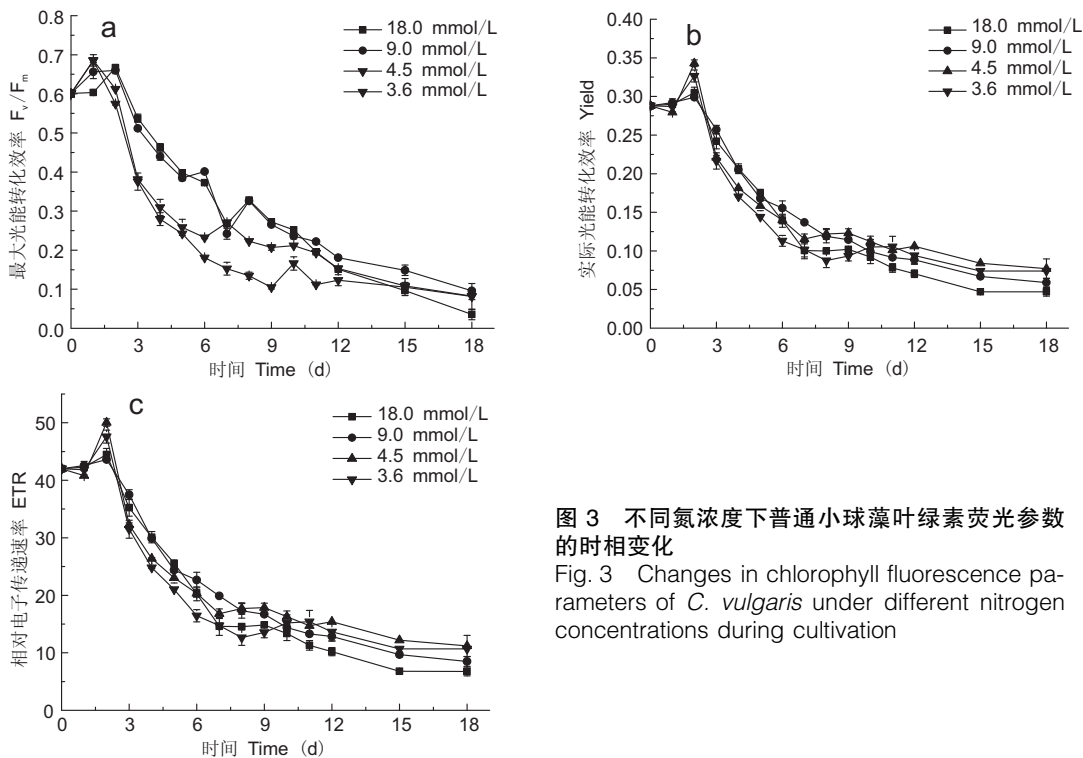 a
18.0 mmol/L
9.0 mmol/L
4.5 mmol/L
3.6 mmol/L
最大光能转化效率 Fv/Fm
0.8
0.7
0.6
0.5
0.4
0.3
0.2
0.1
0.0
0 3 6 9 12 15 18
时间 Time (d)
b
18.0 mmol/L
9.0 mmol/L
4.5 mmol/L
3.6 mmol/L
实际光能转化效率 Yield
0.40
0.35
0.30
0.25
0.20
0.15
0.10
0.05
0.00
0 3 6 9 12 15 18
时间 Time (d)
c
18.0 mmol/L
9.0 mmol/L
4.5 mmol/L
3.6 mmol/L
相对电子传递速率 ETR
50
40
30
20
10
0
0 3 6 9 12 15 18
时间 Time (d)
图 3 不同氮浓度下普通小球藻叶绿素荧光参数
的时相变化
Fig. 3 Changes in chlorophyll fluorescence pa-
rameters of C. vulgaris under different nitrogen
concentrations during cultivation